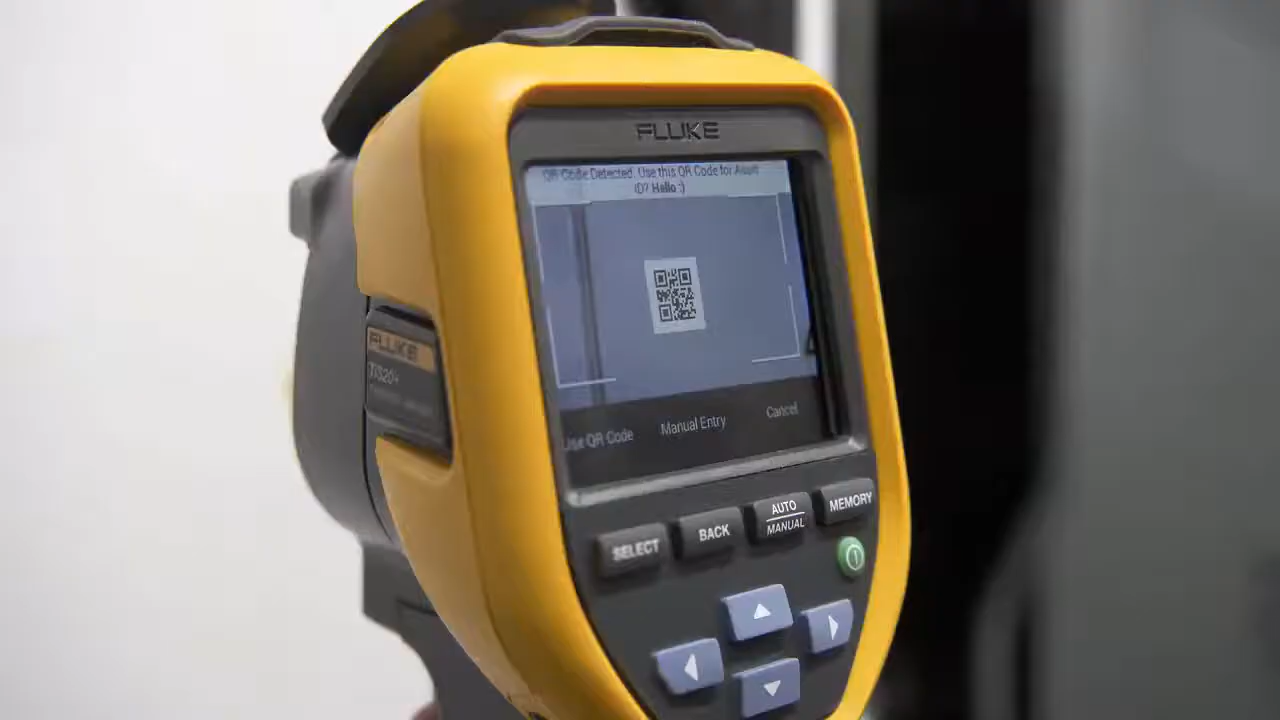 FLUKE
QR Code Detected. Use this QR Code for Asset
ID? Hello :)
Use QR Code
Manual Entry
Cancel
FLUKE
TiS20+
SELECT
BACK
AUTO
MANUAL
MEMORY